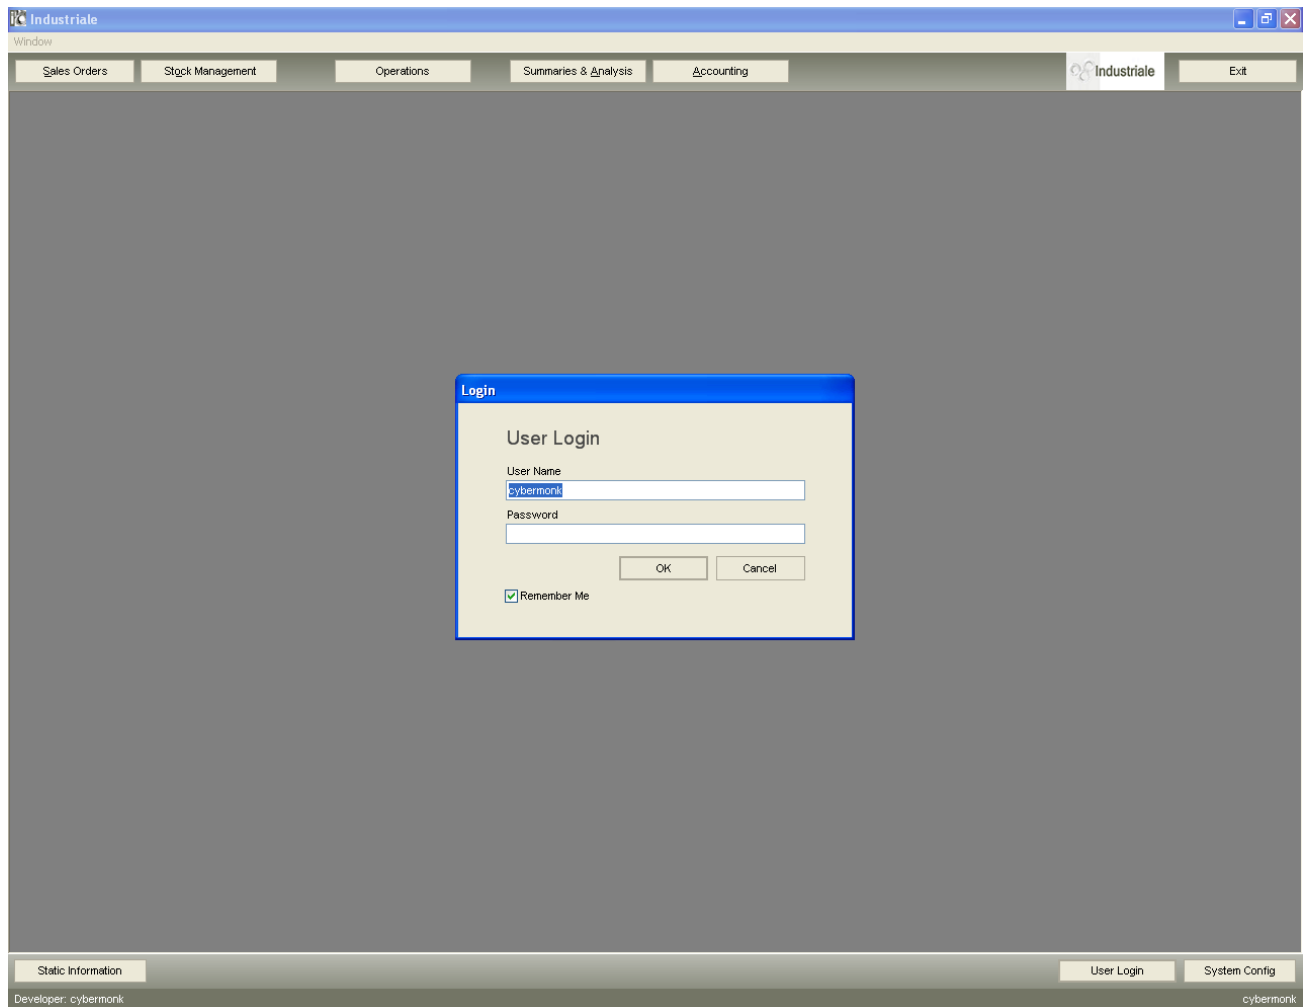 Industriale
Window
Sales Orders Stock Management Operations Summaries & Analysis Accounting Industriale Exit
Login
User Login
User Name
cybermonk
Password
OK Cancel
Remember Me
Static Information User Login System Config
Developer: cybermonk cybermonk